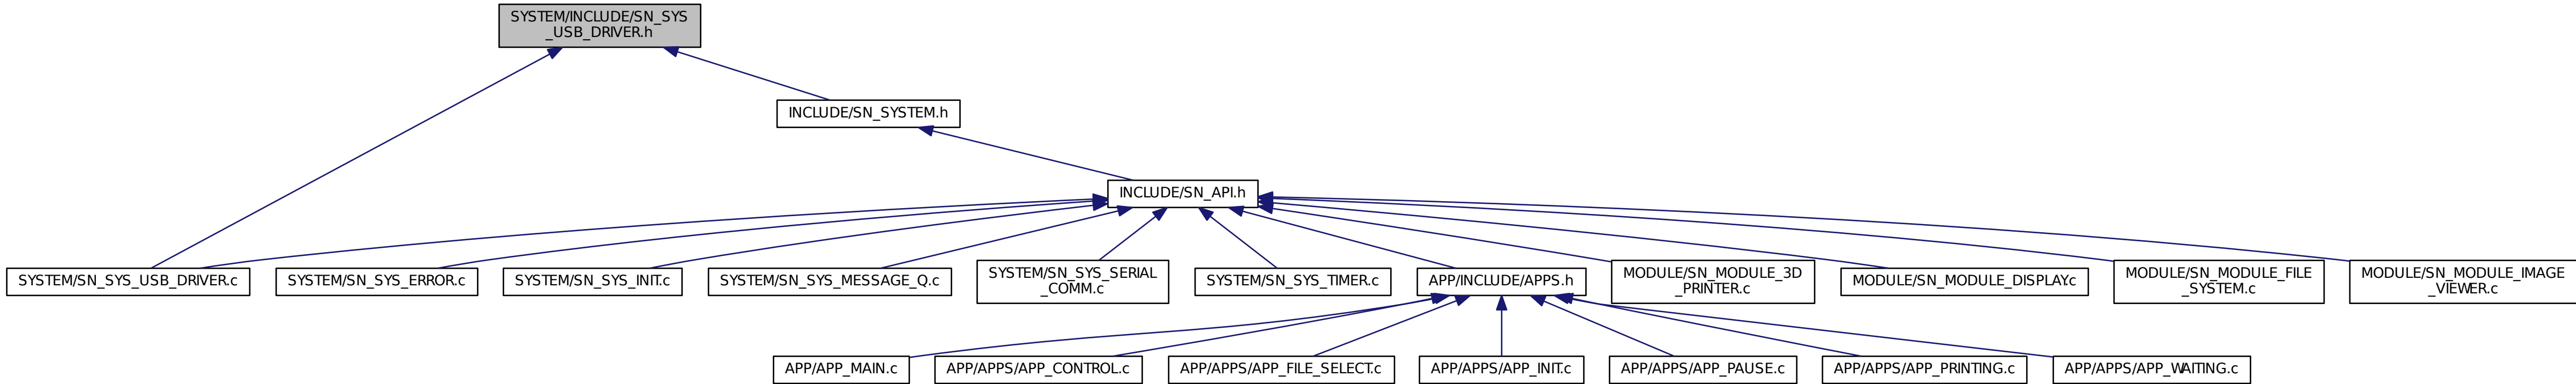 SYSTEM/INCLUDE/SN_SYS
_USB_DRIVER.h
INCLUDE/SN_SYSTEM.h
INCLUDE/SN_API.h
SYSTEM/SN_SYS_USB_DRIVER.c
SYSTEM/SN_SYS_ERROR.c
SYSTEM/SN_SYS_INIT.c
SYSTEM/SN_SYS_MESSAGE_Q.c
SYSTEM/SN_SYS_SERIAL
_COMM.c
SYSTEM/SN_SYS_TIMER.c
APP/INCLUDE/APPS.h
MODULE/SN_MODULE_3D
_PRINTER.c
MODULE/SN_MODULE_DISPLAY.c
MODULE/SN_MODULE_FILE
_SYSTEM.c
MODULE/SN_MODULE_IMAGE
_VIEWER.c
APP/APP_MAIN.c
APP/APPS/APP_CONTROL.c
APP/APPS/APP_FILE_SELECT.c
APP/APPS/APP_INIT.c
APP/APPS/APP_PAUSE.c
APP/APPS/APP_PRINTING.c
APP/APPS/APP_WAITING.c